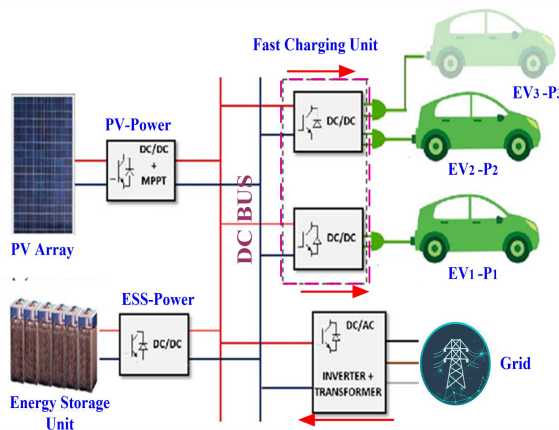 Fast Charging Unit
EV3 -P3
PV-Power
DC/DC
+
MPPT
DC/DC
EV2 -P2
DC BUS
PV Array
DC/DC
EV1 -P1
ESS-Power
DC/DC
DC/AC
INVERTER +
TRANSFORMER
Grid
Energy Storage
Unit